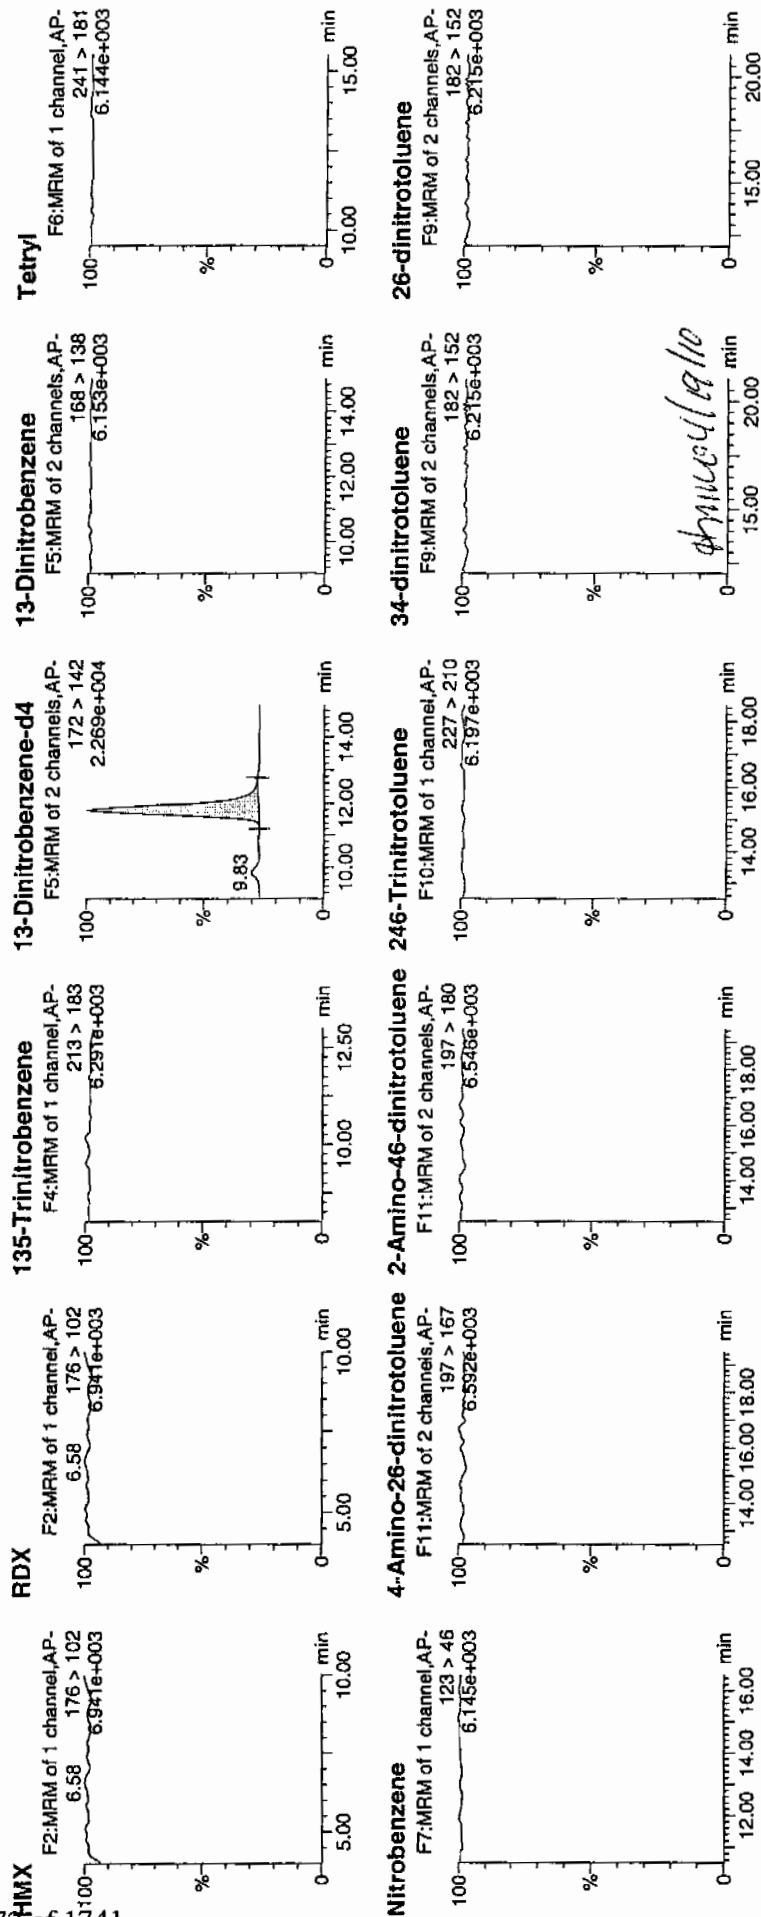 HMX
F2:MRM of 1 channel,AP-
176 > 102
6.941e+003
6.58
100
%
0
5.00 10.00 min
RDX
F2:MRM of 1 channel,AP-
176 > 102
6.941e+003
6.58
100
%
0
5.00 10.00 min
135-Trinitrobenzene
F4:MRM of 1 channel,AP-
213 > 183
6.291e+003
100
%
0
10.00 12.50 min
13-Dinitrobenzene-d4
F5:MRM of 2 channels,AP-
172 > 142
2.269e+004
100
%
9.83
0
10.00 12.00 14.00 min
13-Dinitrobenzene
F5:MRM of 2 channels,AP-
168 > 138
6.153e+003
100
%
0
10.00 12.00 14.00 min
Tetryl
F6:MRM of 1 channel,AP-
241 > 181
6.144e+003
100
%
0
10.00 15.00 min
Nitrobenzene
F7:MRM of 1 channel,AP-
123 > 46
6.145e+003
100
%
0
12.00 14.00 16.00 min
4-Amino-26-dinitrotoluene
F11:MRM of 2 channels,AP-
197 > 167
6.592e+003
100
%
0
14.00 16.00 18.00 min
2-Amino-46-dinitrotoluene
F11:MRM of 2 channels,AP-
197 > 180
6.546e+003
100
%
0
14.00 16.00 18.00 min
246-Trinitrotoluene
F10:MRM of 1 channel,AP-
227 > 210
6.197e+003
100
%
0
14.00 16.00 18.00 min
34-dinitrotoluene
F9:MRM of 2 channels,AP-
182 > 152
6.215e+003
100
%
0
15.00 20.00 min
26-dinitrotoluene
F9:MRM of 2 channels,AP-
182 > 152
6.215e+003
100
%
0
15.00 20.00 min
of 1741